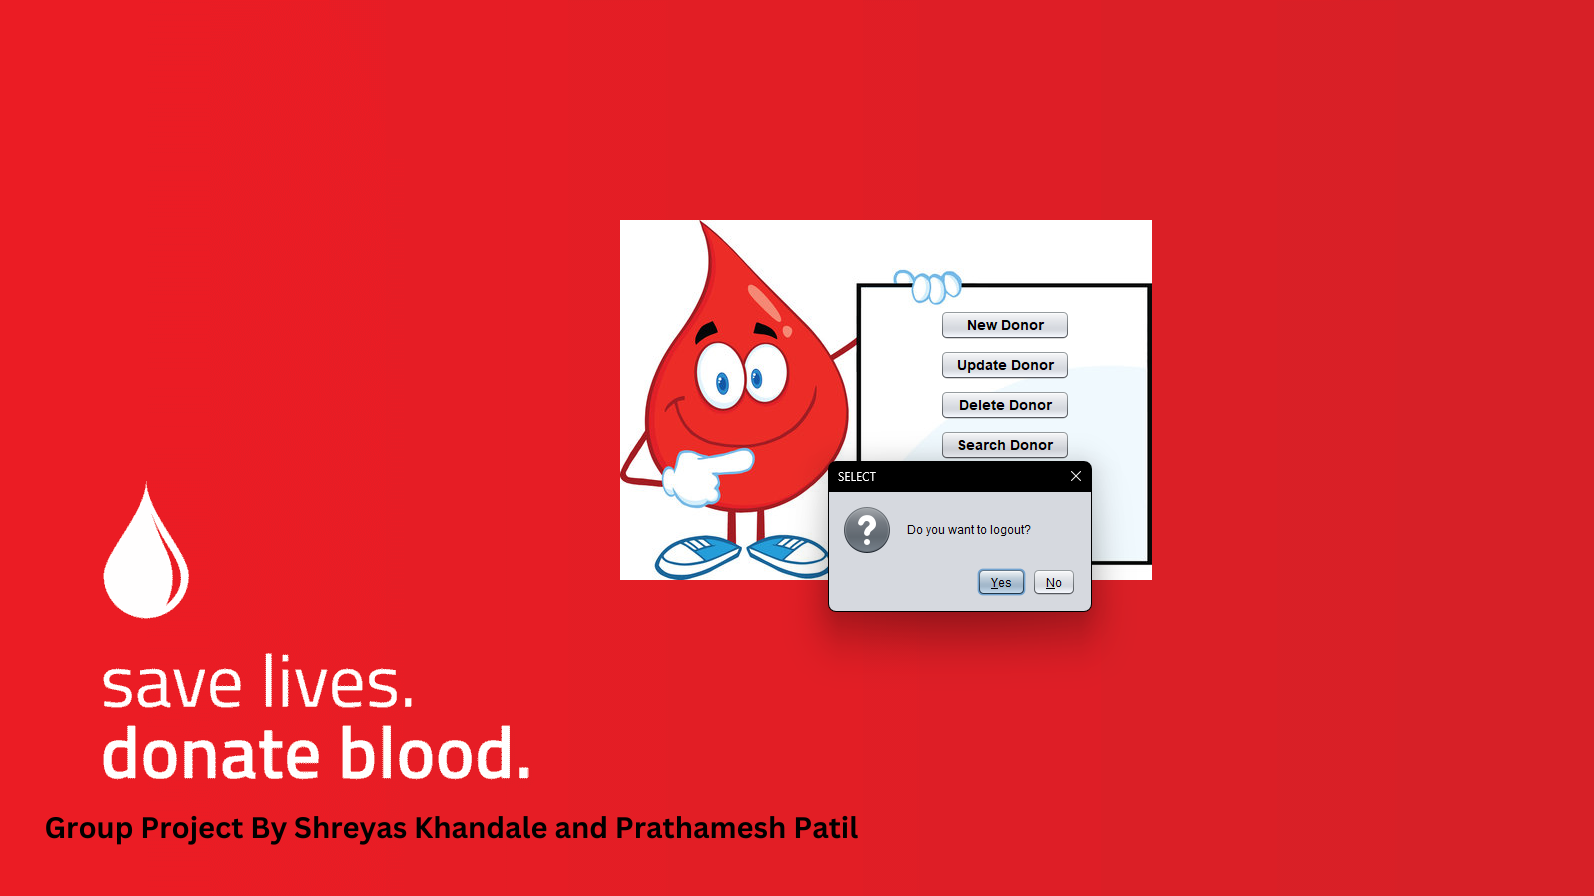 New Donor
Update Donor
Delete Donor
Search Donor
SELECT
?
Do you want to logout?
Yes
No
save lives.
donate blood.
Group Project By Shreyas Khandale and Prathamesh Patil